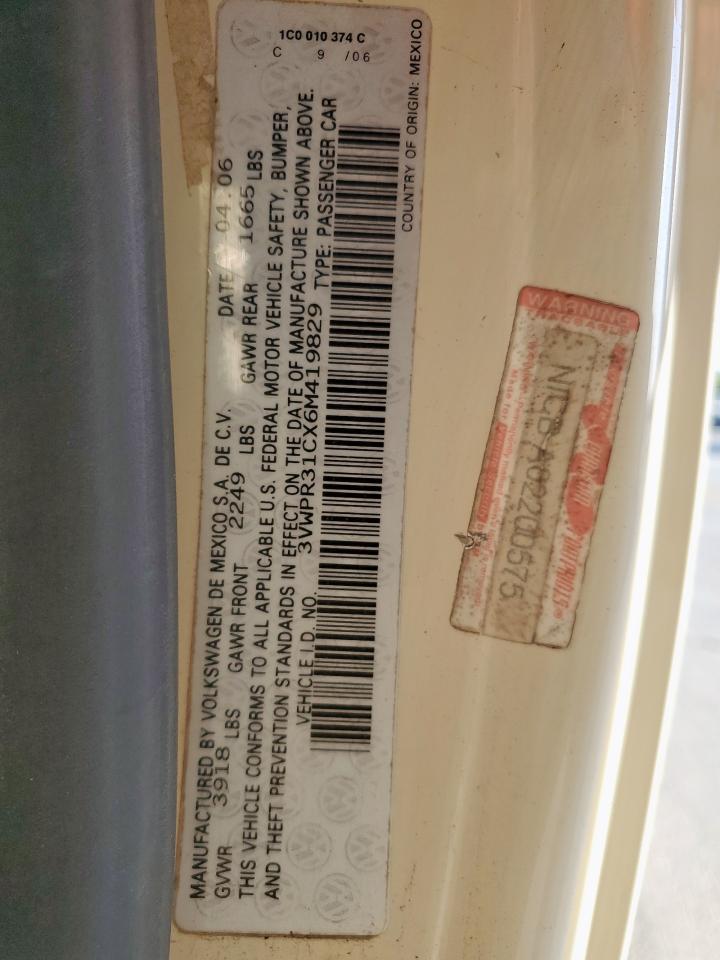 MANUFACTURED BY VOLKSWAGEN DE MEXICO S.A. DE C.V. DATE 04.06
GVWR 3918 LBS GAWR FRONT 2249 LBS GAWR REAR 1665 LBS
THIS VEHICLE CONFORMS TO ALL APPLICABLE U.S. FEDERAL MOTOR VEHICLE SAFETY, BUMPER,
AND THEFT PREVENTION STANDARDS IN EFFECT ON THE DATE OF MANUFACTURE SHOWN ABOVE.
VEHICLE I.D. NO. 3VWPR31CX6M419829 TYPE: PASSENGER CAR
COUNTRY OF ORIGIN: MEXICO
1C0 010 374 C
C 9 /06
WARNING
TRACEABLE
NICB A02200575